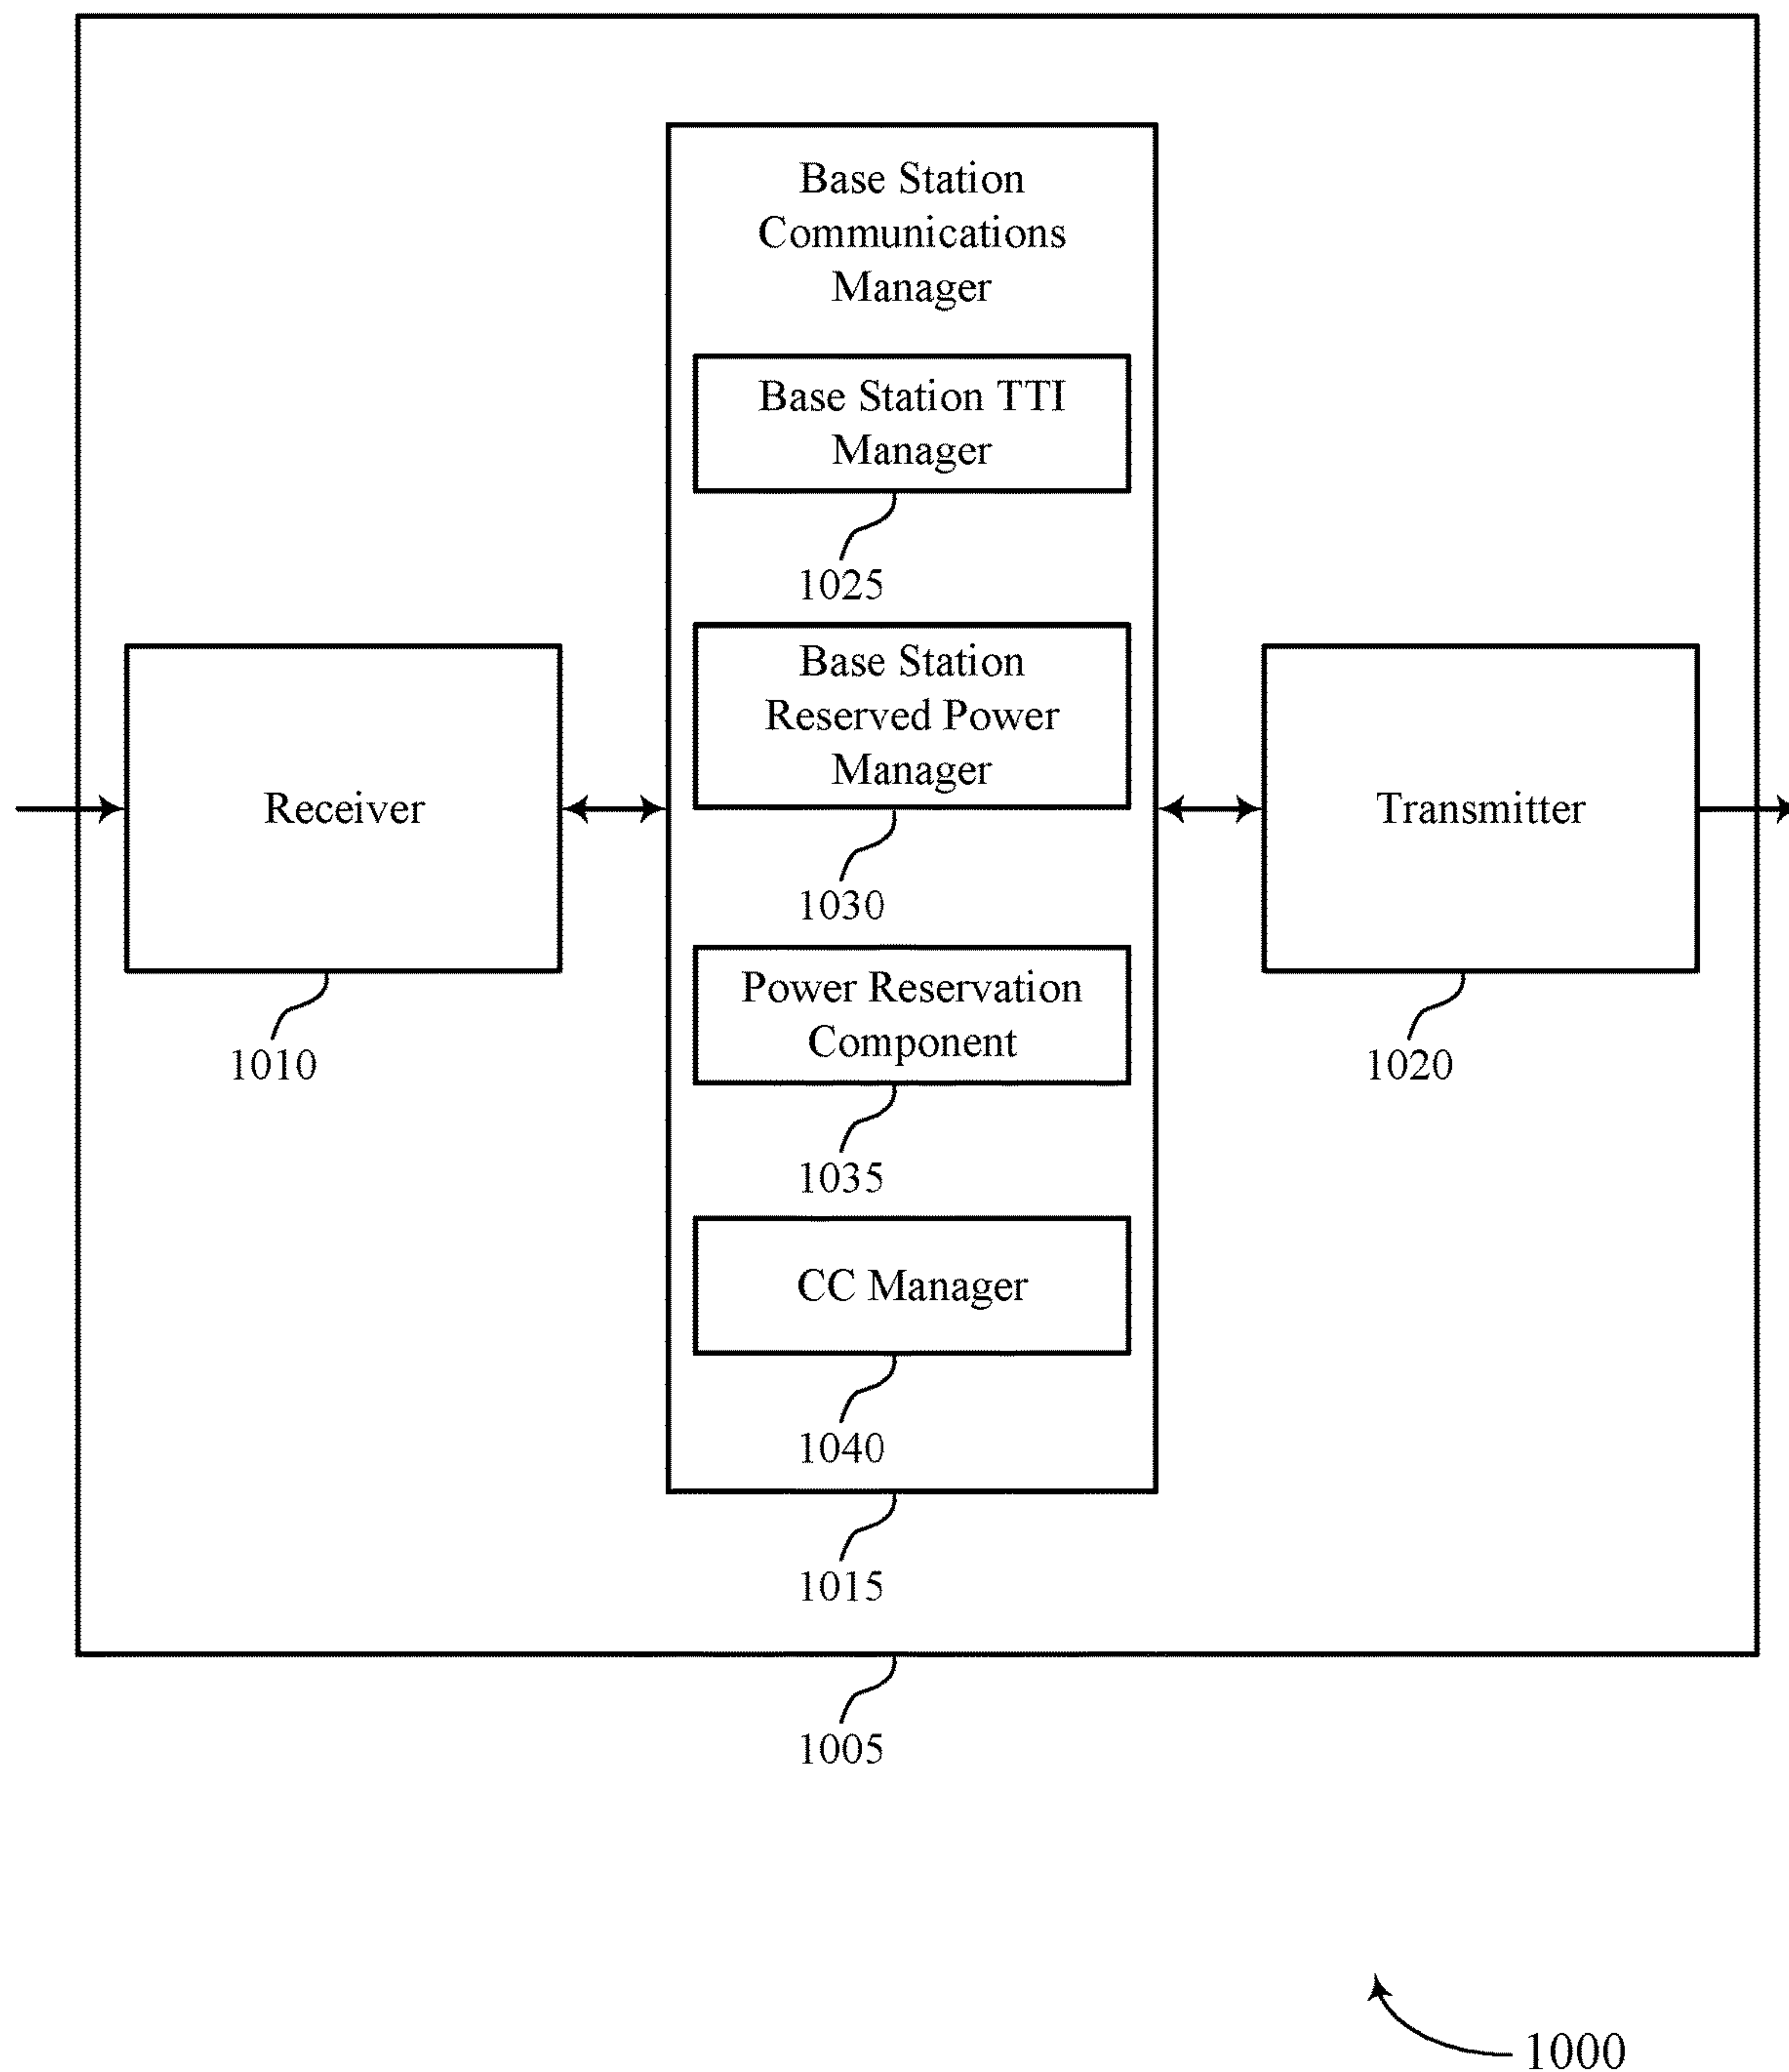 Base Station
Communications
Manager
Base Station TTI
Manager
1025
Base Station
Reserved Power
Manager
1030
Receiver
1010
Transmitter
1020
Power Reservation
Component
1035
CC Manager
1040
1015
1005
1000